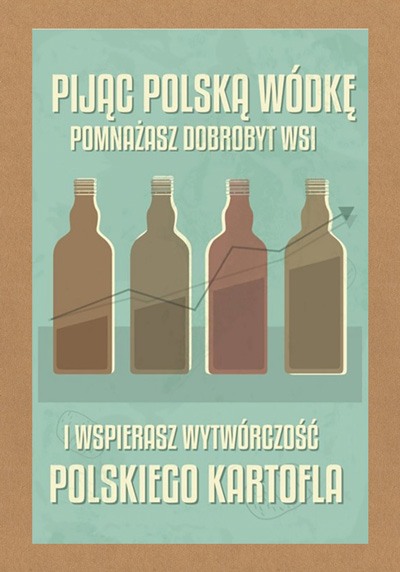 PIJĄC POLSKĄ WÓDKĘ
POMNAŻASZ DOBROBYT WSI
I WSPIERASZ WYTWÓRCZOŚĆ
POLSKIEGO KARTOFLA